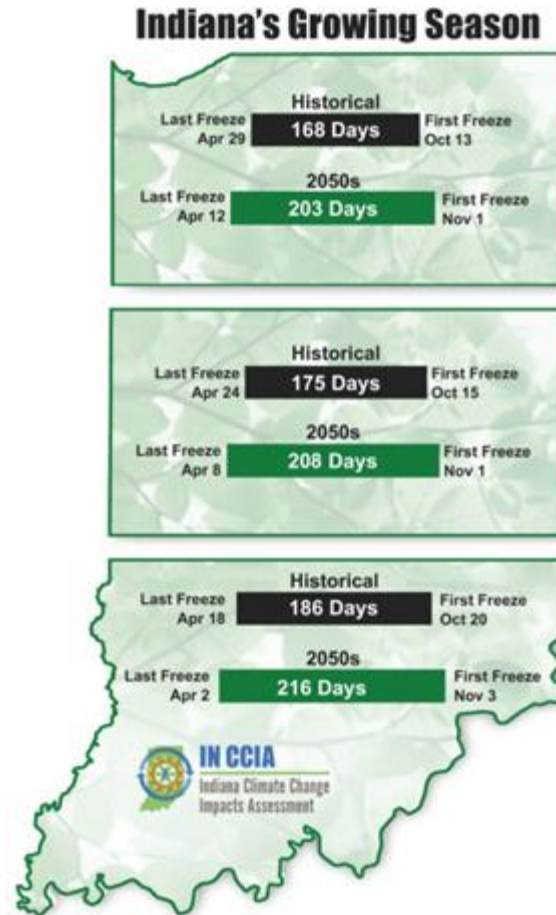 Indiana's Growing Season
Historical
Last Freeze
Apr 29
168 Days
First Freeze
Oct 13
2050s
Last Freeze
Apr 12
203 Days
First Freeze
Nov 1
Historical
Last Freeze
Apr 24
175 Days
First Freeze
Oct 15
2050s
Last Freeze
Apr 8
208 Days
First Freeze
Nov 1
Historical
Last Freeze
Apr 18
186 Days
First Freeze
Oct 20
2050s
Last Freeze
Apr 2
216 Days
First Freeze
Nov 3
IN CCIA
Indiana Climate Change
Impacts Assessment